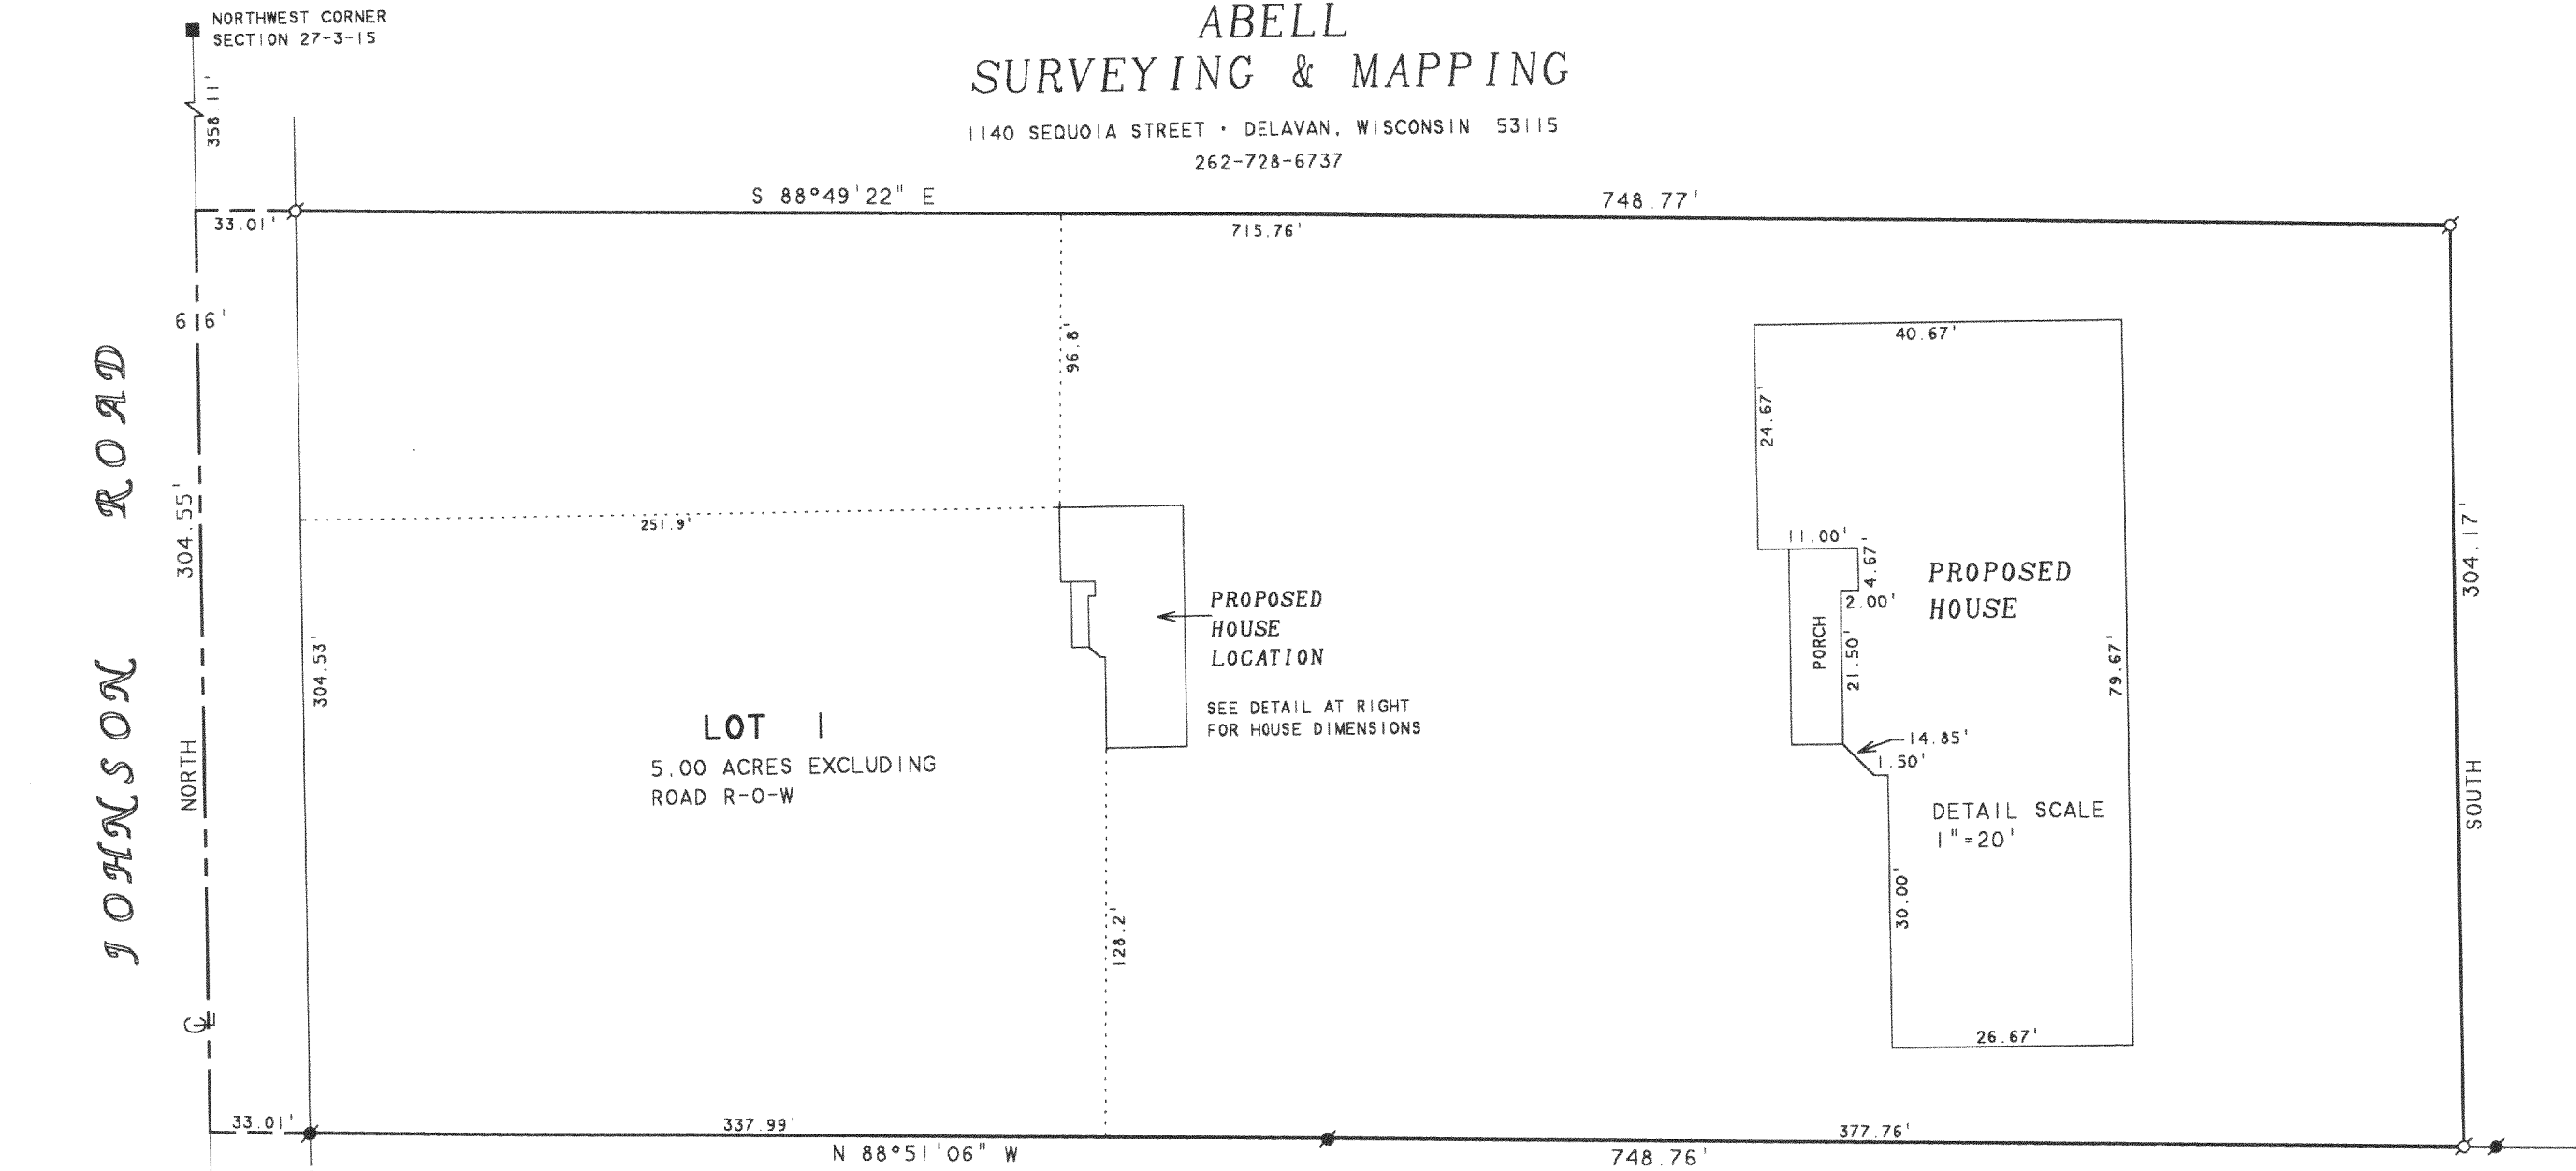 NORTHWEST CORNER
SECTION 27-3-15
358.11'
ABELL
SURVEYING & MAPPING
1140 SEQUOIA STREET · DELAVAN, WISCONSIN 53115
262-728-6737
S 88°49'22" E
748.77'
33.01'
715.76'
66'
JOHNSON ROAD
304.55'
NORTH
304.53'
96.8'
251.9'
PROPOSED
HOUSE
LOCATION
SEE DETAIL AT RIGHT
FOR HOUSE DIMENSIONS
LOT 1
5.00 ACRES EXCLUDING
ROAD R-O-W
128.2'
40.67'
24.67'
11.00'
4.67'
2.00'
PORCH
21.50'
PROPOSED
HOUSE
79.67'
14.85'
1.50'
DETAIL SCALE
1"=20'
30.00'
26.67'
304.17'
SOUTH
CL
33.01'
337.99'
377.76'
N 88°51'06" W
748.76'